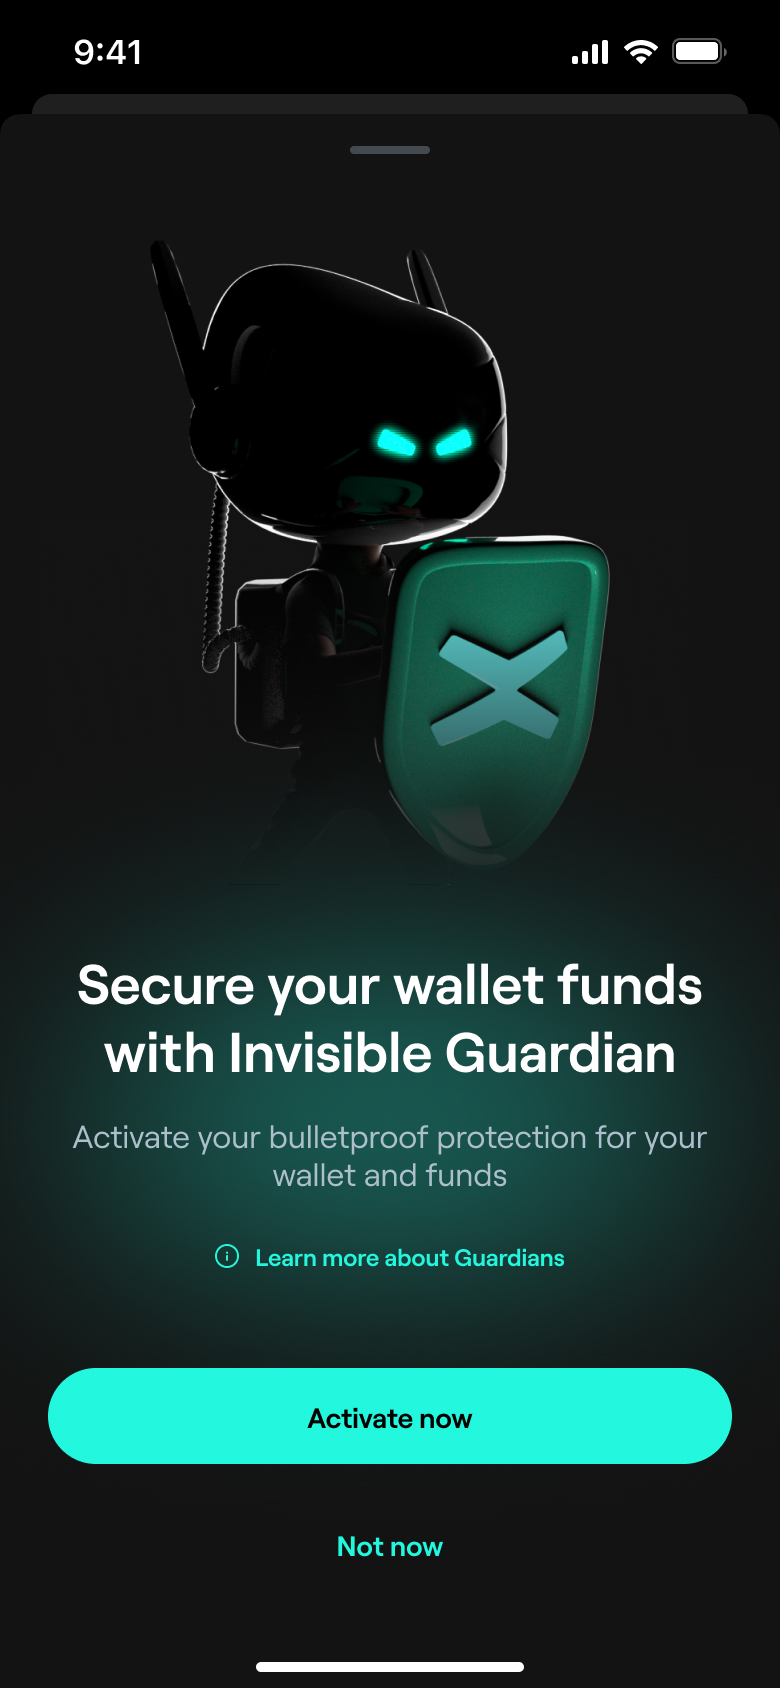 9:41
Secure your wallet funds
with Invisible Guardian
Activate your bulletproof protection for your
wallet and funds
Learn more about Guardians
Activate now
Not now